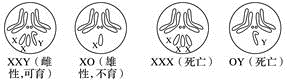 X X Y
X
X X X
Y
XXY (雌
性,可育)
XO (雄
性,不育)
XXX (死亡)
OY (死亡)